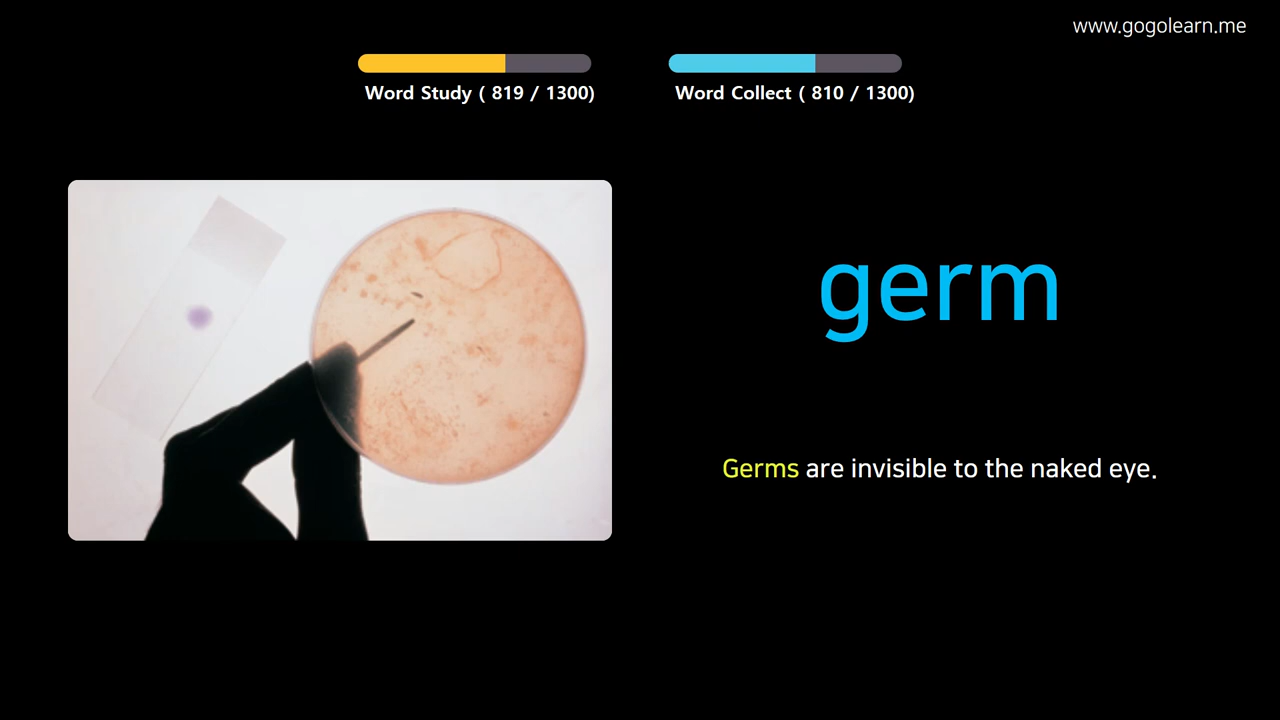 www.gogolearn.me
Word Study ( 819 / 1300)
Word Collect ( 810 / 1300)
germ
Germs are invisible to the naked eye.